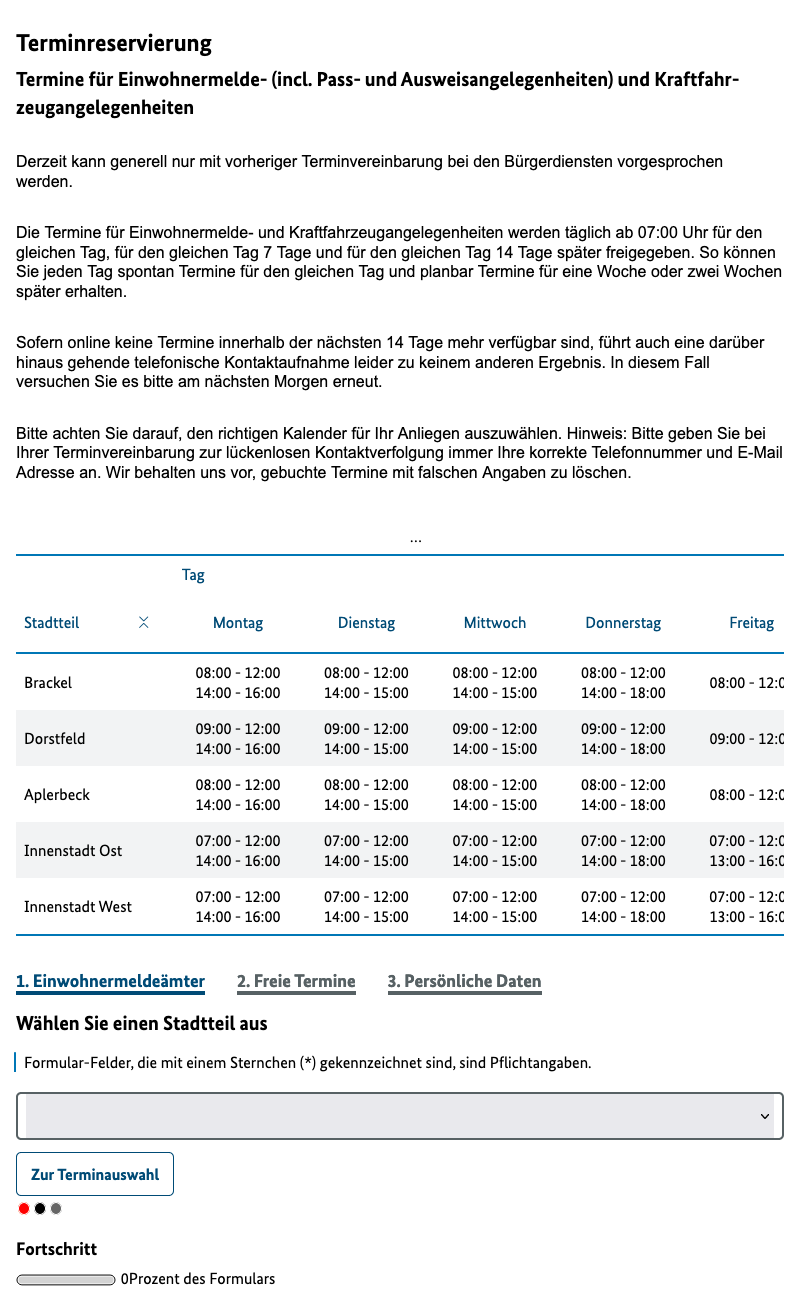 Terminreservierung
Termine für Einwohnermelde- (incl. Pass- und Ausweisangelegenheiten) und Kraftfahr-
zeugangelegenheiten
Derzeit kann generell nur mit vorheriger Terminvereinbarung bei den Bürgerdiensten vorgesprochen
werden.
Die Termine für Einwohnermelde- und Kraftfahrzeugangelegenheiten werden täglich ab 07:00 Uhr für den
gleichen Tag, für den gleichen Tag 7 Tage und für den gleichen Tag 14 Tage später freigegeben. So können
Sie jeden Tag spontan Termine für den gleichen Tag und planbar Termine für eine Woche oder zwei Wochen
später erhalten.
Sofern online keine Termine innerhalb der nächsten 14 Tage mehr verfügbar sind, führt auch eine darüber
hinaus gehende telefonische Kontaktaufnahme leider zu keinem anderen Ergebnis. In diesem Fall
versuchen Sie es bitte am nächsten Morgen erneut.
Bitte achten Sie darauf, den richtigen Kalender für Ihr Anliegen auszuwählen. Hinweis: Bitte geben Sie bei
Ihrer Terminvereinbarung zur lückenlosen Kontaktverfolgung immer Ihre korrekte Telefonnummer und E-Mail
Adresse an. Wir behalten uns vor, gebuchte Termine mit falschen Angaben zu löschen.
...
Tag
Stadtteil Montag Dienstag Mittwoch Donnerstag Freitag
Brackel
08:00 - 12:00 08:00 - 12:00 08:00 - 12:00 08:00 - 12:00 08:00 - 12:0
14:00 - 16:00 14:00 - 15:00 14:00 - 15:00 14:00 - 18:00
Dorstfeld
09:00 - 12:00 09:00 - 12:00 09:00 - 12:00 09:00 - 12:00 09:00 - 12:0
14:00 - 16:00 14:00 - 15:00 14:00 - 15:00 14:00 - 18:00
Aplerbeck
08:00 - 12:00 08:00 - 12:00 08:00 - 12:00 08:00 - 12:00 08:00 - 12:0
14:00 - 16:00 14:00 - 15:00 14:00 - 15:00 14:00 - 18:00
Innenstadt Ost
07:00 - 12:00 07:00 - 12:00 07:00 - 12:00 07:00 - 12:00 07:00 - 12:0
14:00 - 16:00 14:00 - 15:00 14:00 - 15:00 14:00 - 18:00 13:00 - 16:0
Innenstadt West
07:00 - 12:00 07:00 - 12:00 07:00 - 12:00 07:00 - 12:00 07:00 - 12:0
14:00 - 16:00 14:00 - 15:00 14:00 - 15:00 14:00 - 18:00 13:00 - 16:0
1. Einwohnermeldeämter 2. Freie Termine 3. Persönliche Daten
Wählen Sie einen Stadtteil aus
Formular-Felder, die mit einem Sternchen (*) gekennzeichnet sind, sind Pflichtangaben.
Zur Terminauswahl
Fortschritt
0Prozent des Formulars